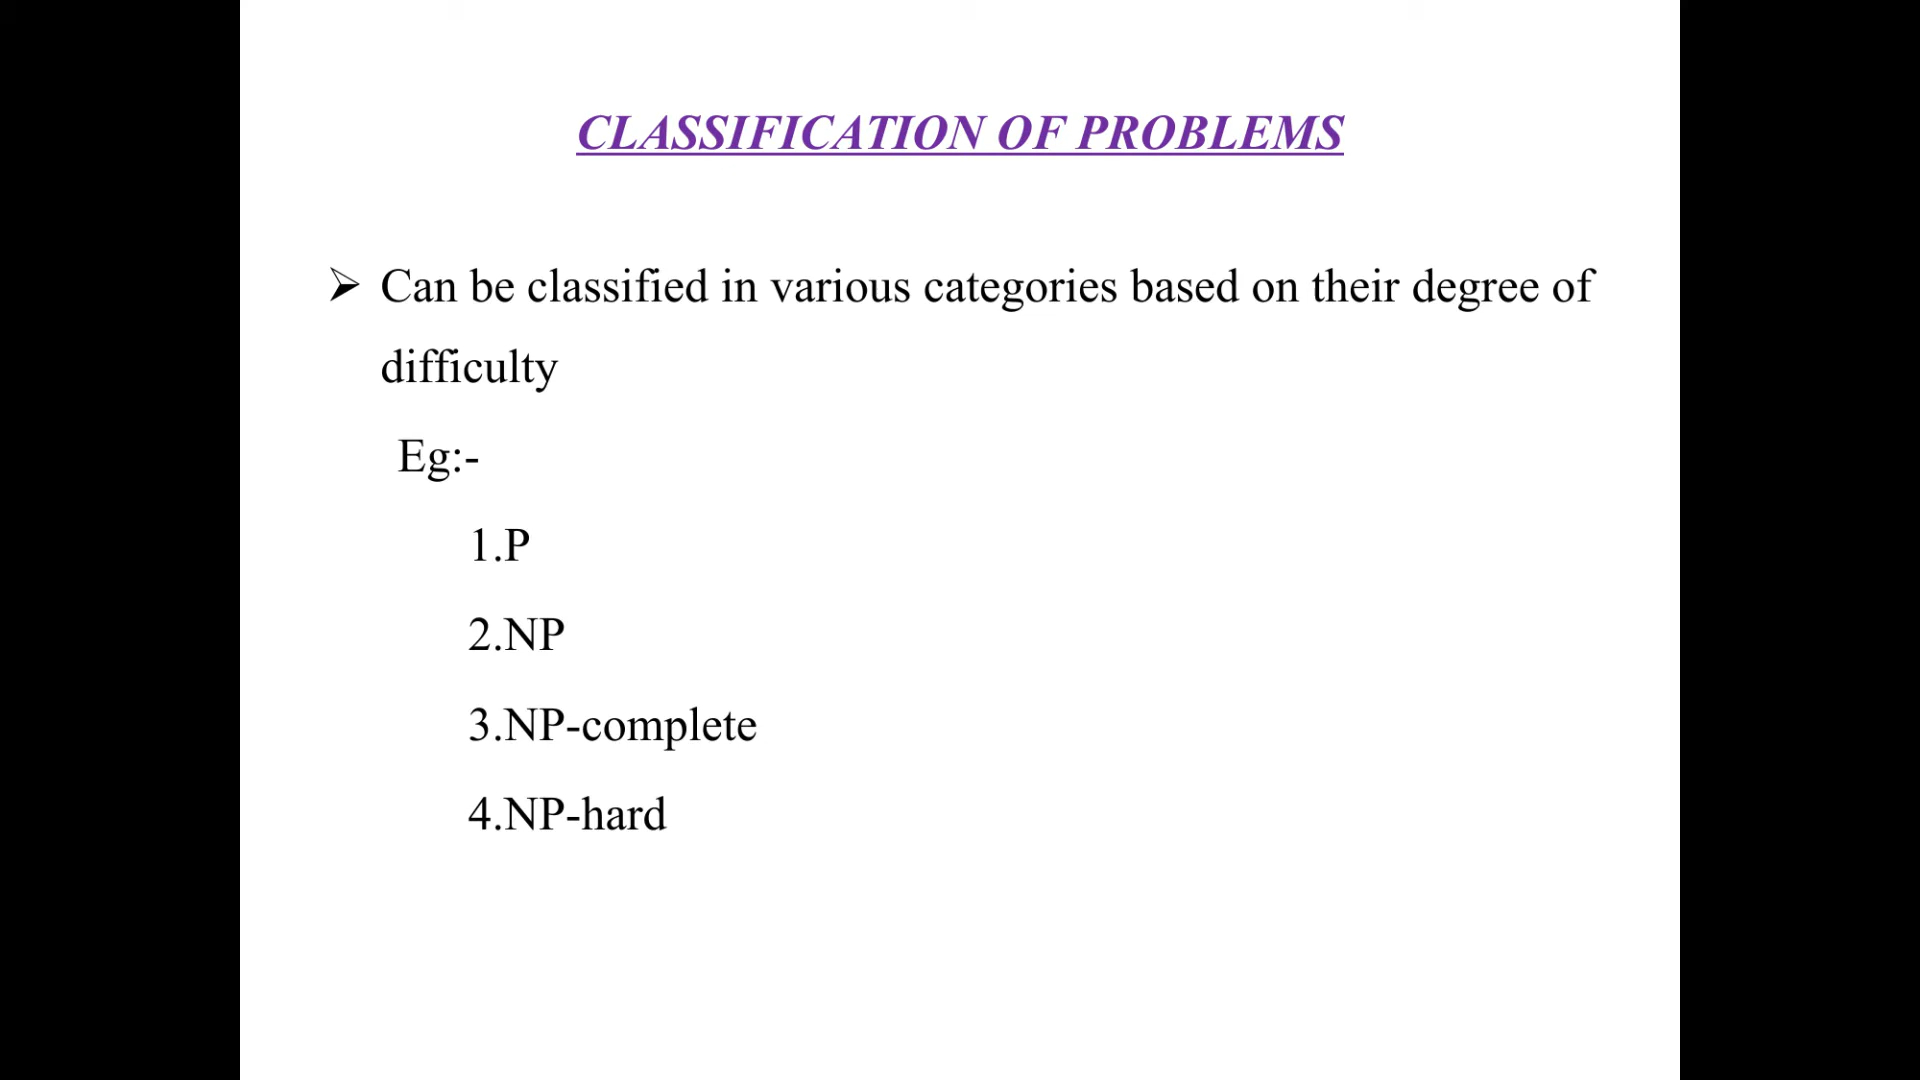 CLASSIFICATION OF PROBLEMS
➢ Can be classified in various categories based on their degree of
difficulty
Eg:-
1.P
2.NP
3.NP-complete
4.NP-hard